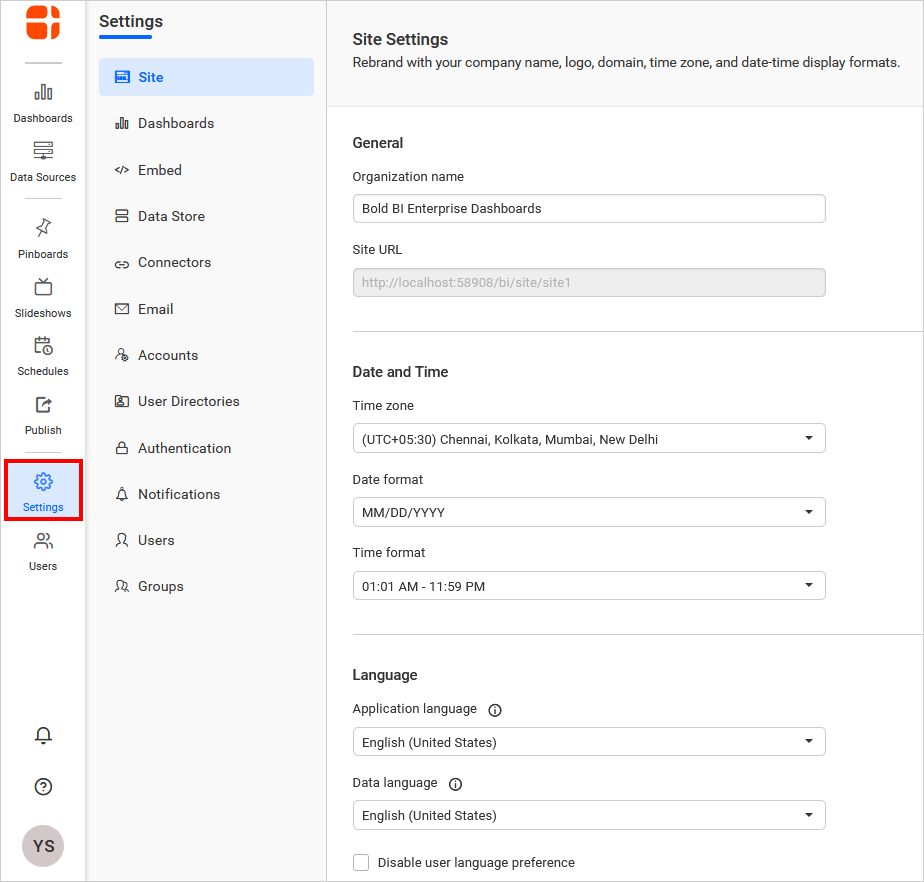 Dashboards
Data Sources
Pinboards
Slideshows
Schedules
Publish
Settings
Users
YS
Settings
Site
Dashboards
Embed
Data Store
Connectors
Email
Accounts
User Directories
Authentication
Notifications
Users
Groups
Site Settings
Rebrand with your company name, logo, domain, time zone, and date-time display formats.
General
Organization name
Bold BI Enterprise Dashboards
Site URL
http://localhost:58908/bi/site/site1
Date and Time
Time zone
(UTC+05:30) Chennai, Kolkata, Mumbai, New Delhi
Date format
MM/DD/YYYY
Time format
01:01 AM - 11:59 PM
Language
Application language
English (United States)
Data language
English (United States)
Disable user language preference